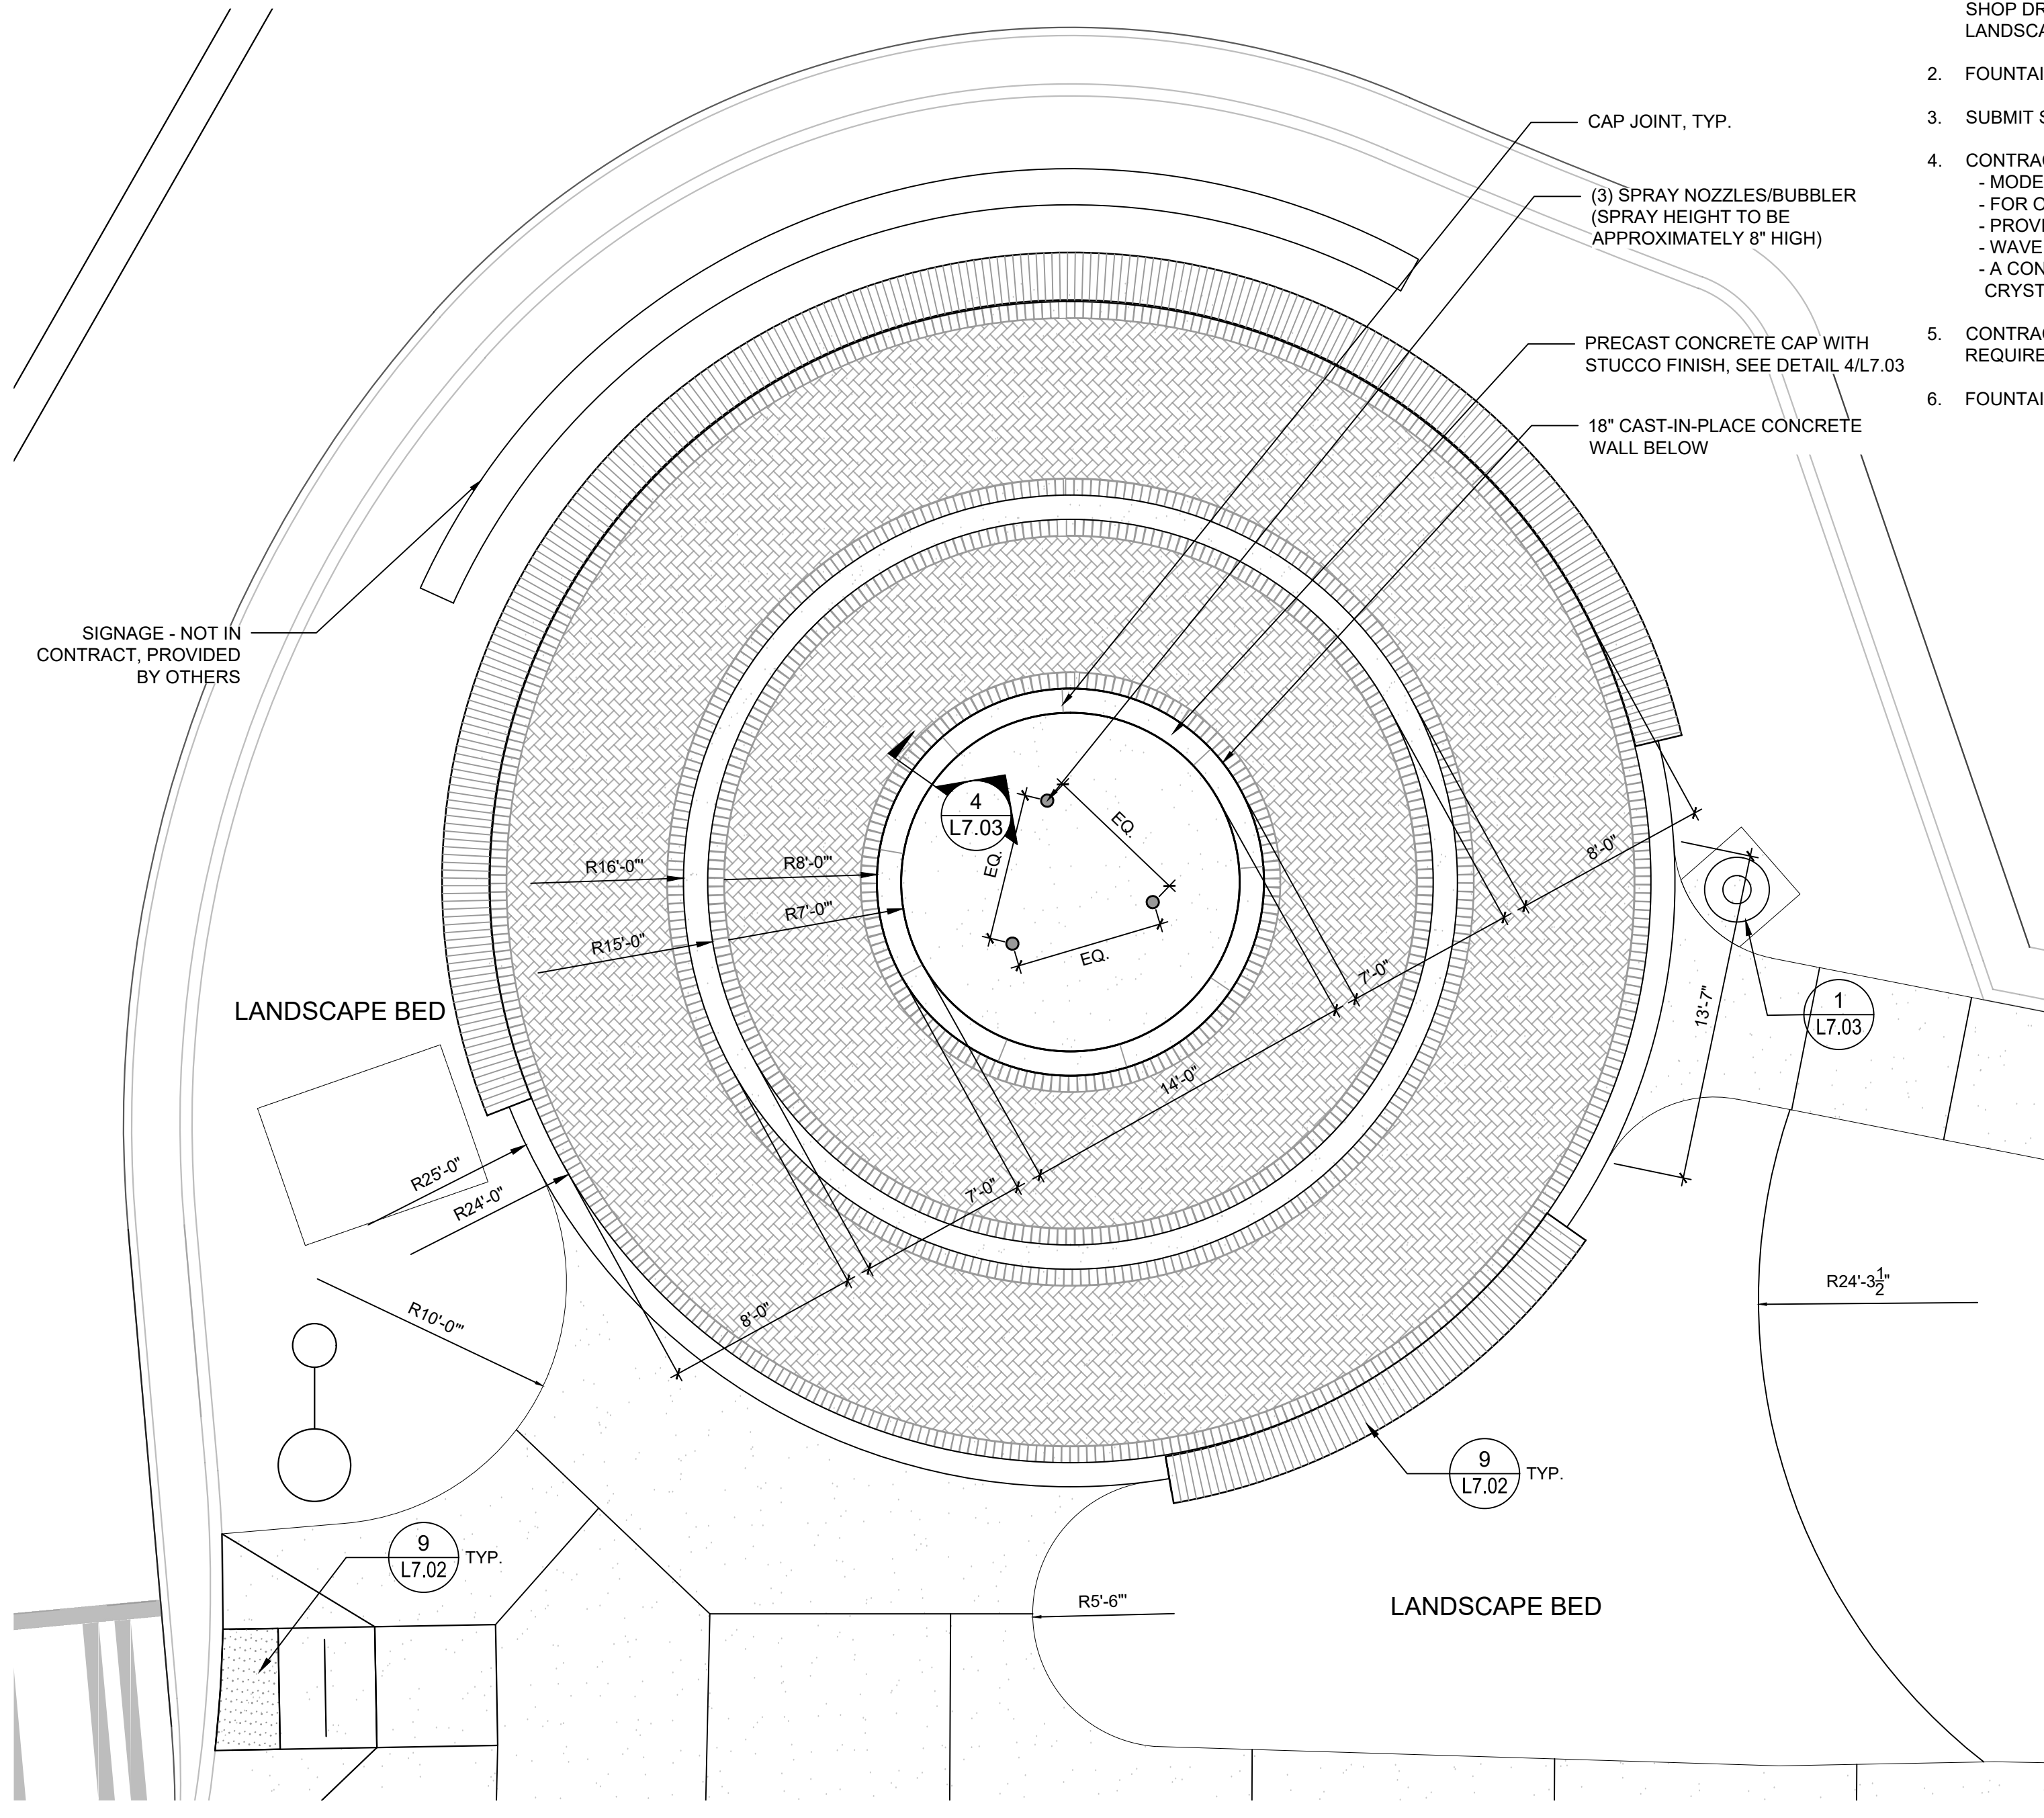 SHOP DR
LANDSCA
2. FOUNTAI
3. SUBMIT S
4. CONTRAC
- MODE
- FOR C
- PROVI
- WAVE
- A CON
CRYST
5. CONTRAC
REQUIRE
6. FOUNTAI
CAP JOINT, TYP.
(3) SPRAY NOZZLES/BUBBLER
(SPRAY HEIGHT TO BE
APPROXIMATELY 8" HIGH)
PRECAST CONCRETE CAP WITH
STUCCO FINISH, SEE DETAIL 4/L7.03
18" CAST-IN-PLACE CONCRETE
WALL BELOW
SIGNAGE - NOT IN
CONTRACT, PROVIDED
BY OTHERS
4
L7.03
EQ.
EQ.
EQ.
R16'-0"'
R8'-0"'
R7'-0"'
R15'-0"
8'-0"
7'-0"
14'-0"
7'-0"
8'-0"
13'-7"
1
L7.03
LANDSCAPE BED
R25'-0"
R24'-0"
R10'-0"'
R24'-3 1/2"
9
L7.02
TYP.
9
L7.02
TYP.
R5'-6"'
LANDSCAPE BED